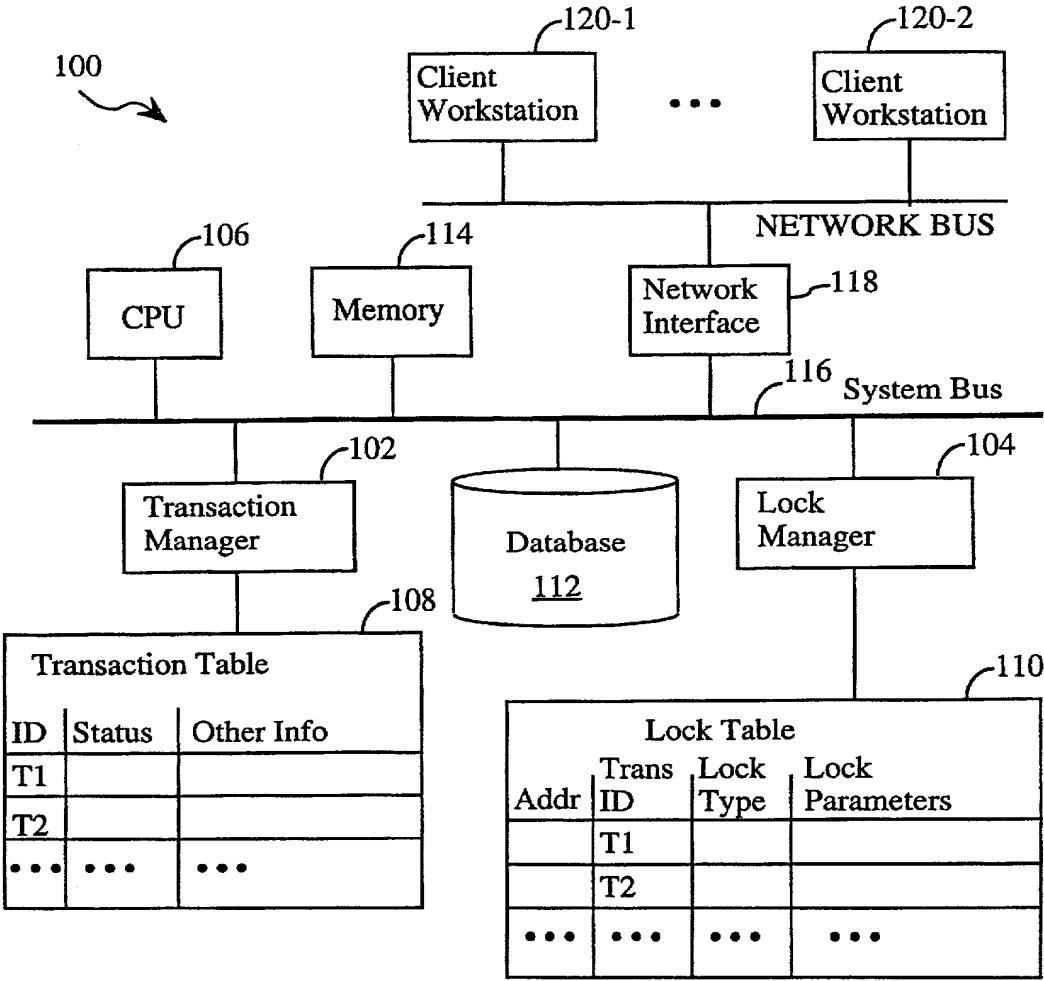 120-1
120-2
100
Client
Workstation
• • •
Client
Workstation
NETWORK BUS
106
114
118
CPU
Memory
Network
Interface
116
System Bus
102
104
Transaction
Manager
Database
112
Lock
Manager
108
Transaction Table
ID Status Other Info
T1
T2
• • • • • • • • •
110
Lock Table
Addr Trans ID Lock Type Lock Parameters
T1
T2
• • • • • • • • • • • •